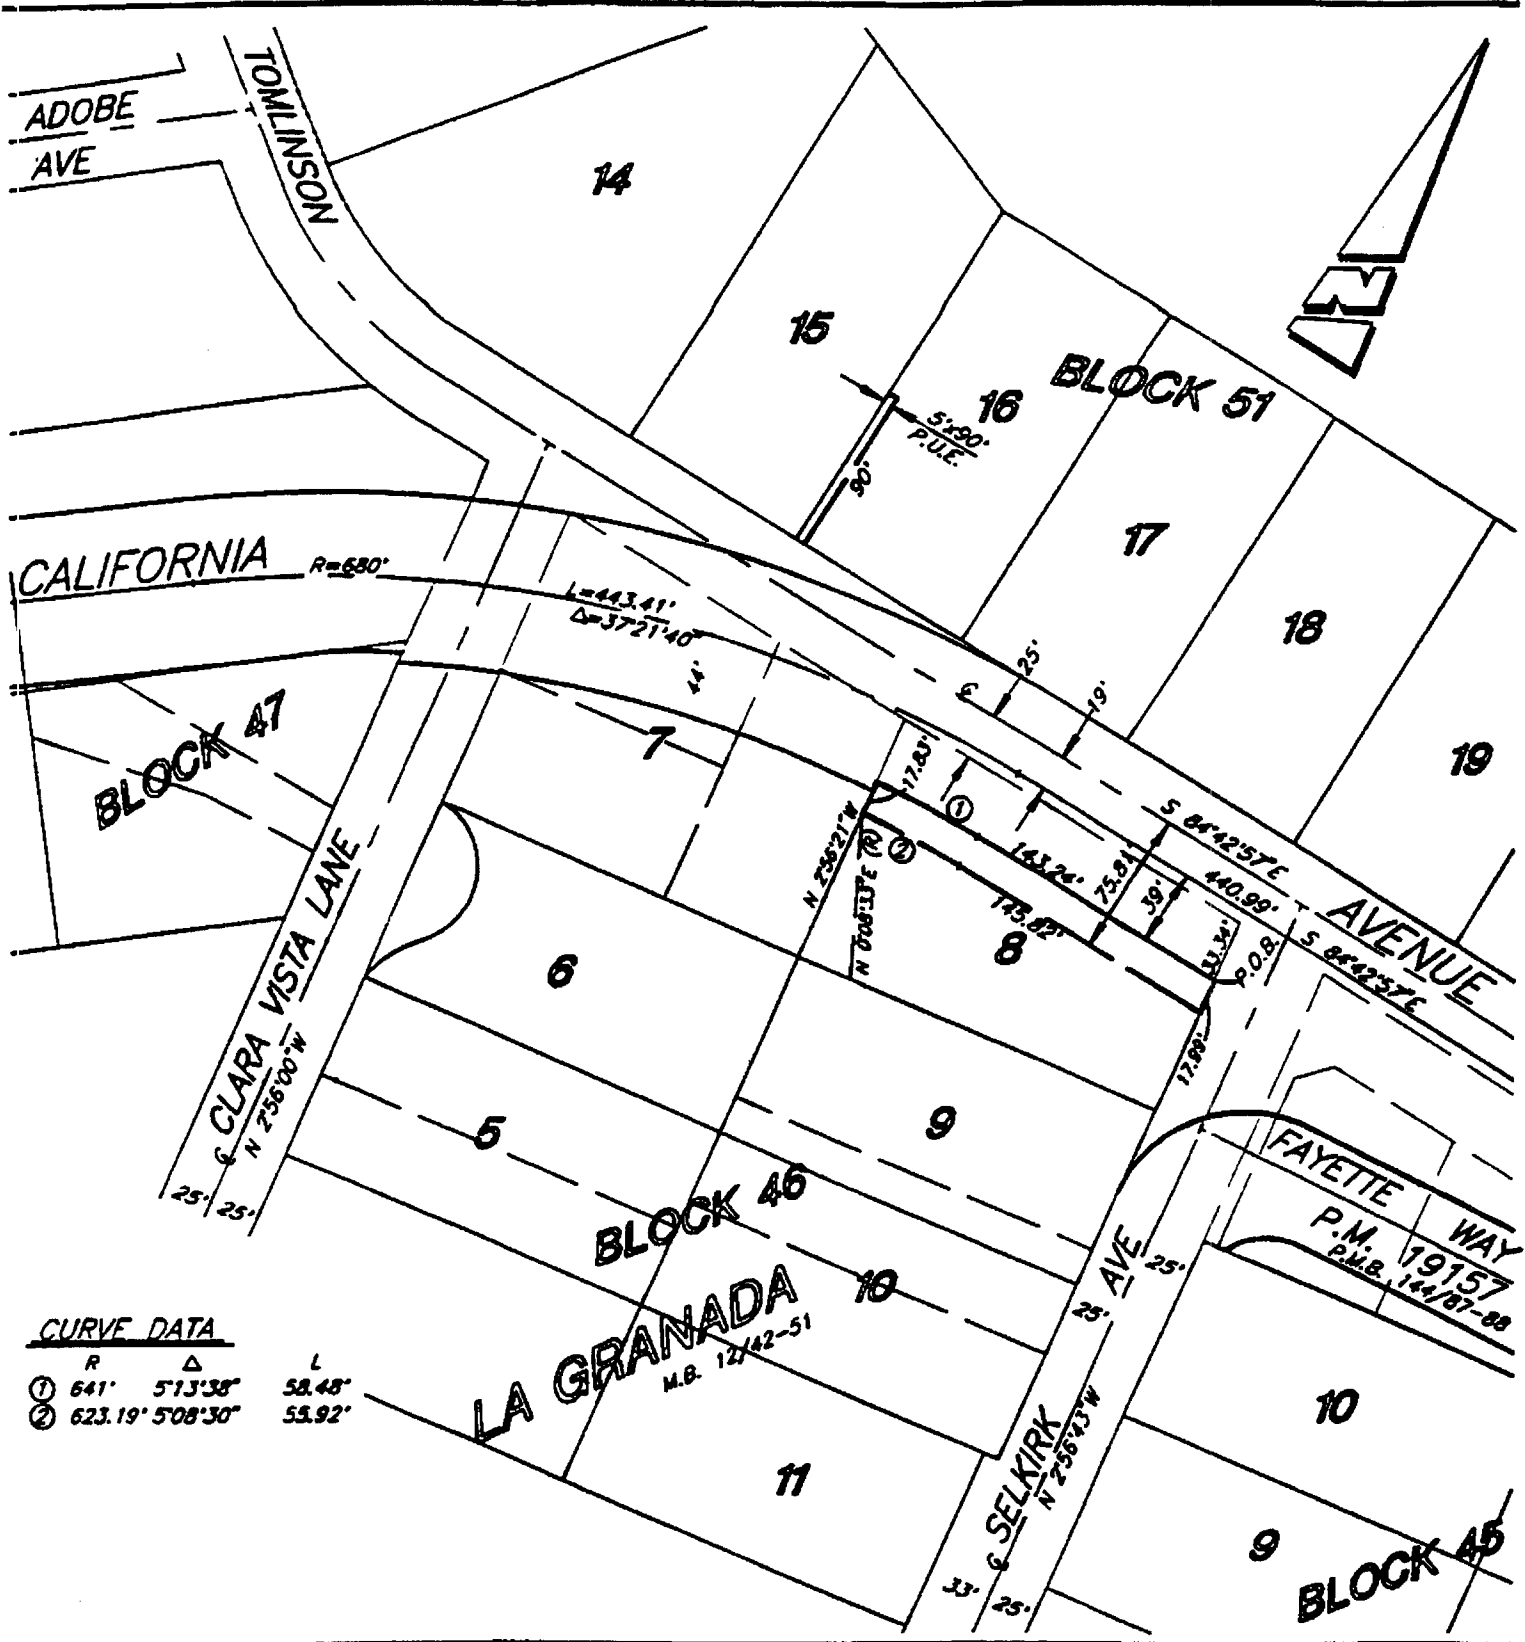 ADOBE
AVE
TOMLINSON
14
15
16
BLOCK 51
5'x90'
P.U.E.
90'
17
18
19
N
CALIFORNIA
R=680'
L=443.41'
Δ=37°21'40"
44'
25'
19'
℄
BLOCK 47
7
17.83'
①
N 2°56'21" W
N 0°08'33" E (R)
②
143.24'
145.82'
75.81'
39'
S 84°42'57" E
440.99'
S 84°42'57" E
AVENUE
33.34'
P.O.B.
8
17.99'
6
℄ CLARA VISTA LANE
N 2°56'00" W
25' 25'
5
9
BLOCK 46
10
LA GRANADA
M.B. 12/42-51
11
FAYETTE WAY
P.M. 19157
P.M.B. 144/87-88
25'
25'
℄ SELKIRK AVE
N 2°56'43" W
33' 25'
10
9
BLOCK 45
CURVE DATA
R Δ L
① 641' 5°13'38" 58.48'
② 623.19' 5°08'30" 55.92'